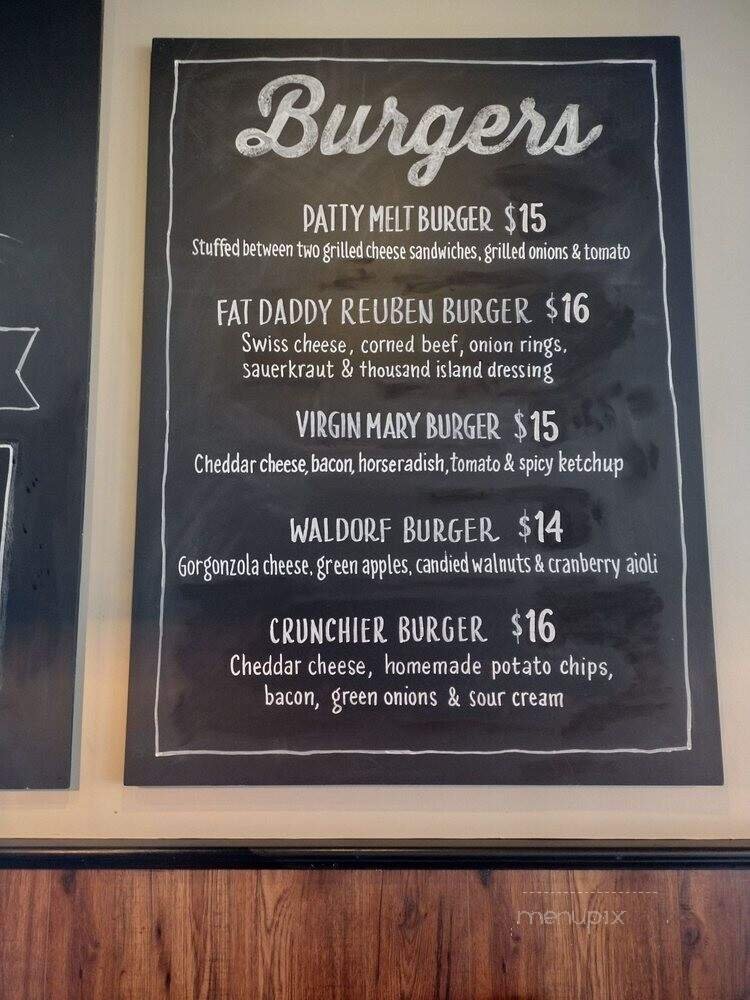 Burgers
PATTY MELT BURGER $15
Stuffed between two grilled cheese sandwiches, grilled onions & tomato
FAT DADDY REUBEN BURGER $16
Swiss cheese, corned beef, onion rings,
sauerkraut & thousand island dressing
VIRGIN MARY BURGER $15
Cheddar cheese, bacon, horseradish, tomato & spicy ketchup
WALDORF BURGER $14
Gorgonzola cheese, green apples, candied walnuts & cranberry aioli
CRUNCHIER BURGER $16
Cheddar cheese, homemade potato chips,
bacon, green onions & sour cream
menupix